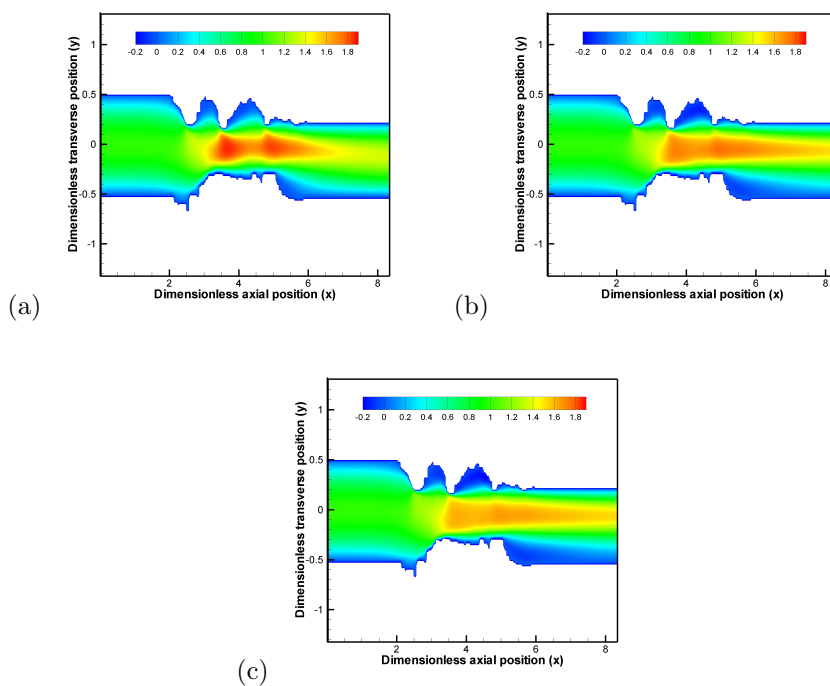 -0.2 0 0.2 0.4 0.6 0.8 1 1.2 1.4 1.6 1.8
1
0.5
0
-0.5
-1
Dimensionless transverse position (y)
2 4 6 8
Dimensionless axial position (x)
(a)
-0.2 0 0.2 0.4 0.6 0.8 1 1.2 1.4 1.6 1.8
1
0.5
0
-0.5
-1
Dimensionless transverse position (y)
2 4 6 8
Dimensionless axial position (x)
(b)
-0.2 0 0.2 0.4 0.6 0.8 1 1.2 1.4 1.6 1.8
1
0.5
0
-0.5
-1
Dimensionless transverse position (y)
2 4 6 8
Dimensionless axial position (x)
(c)